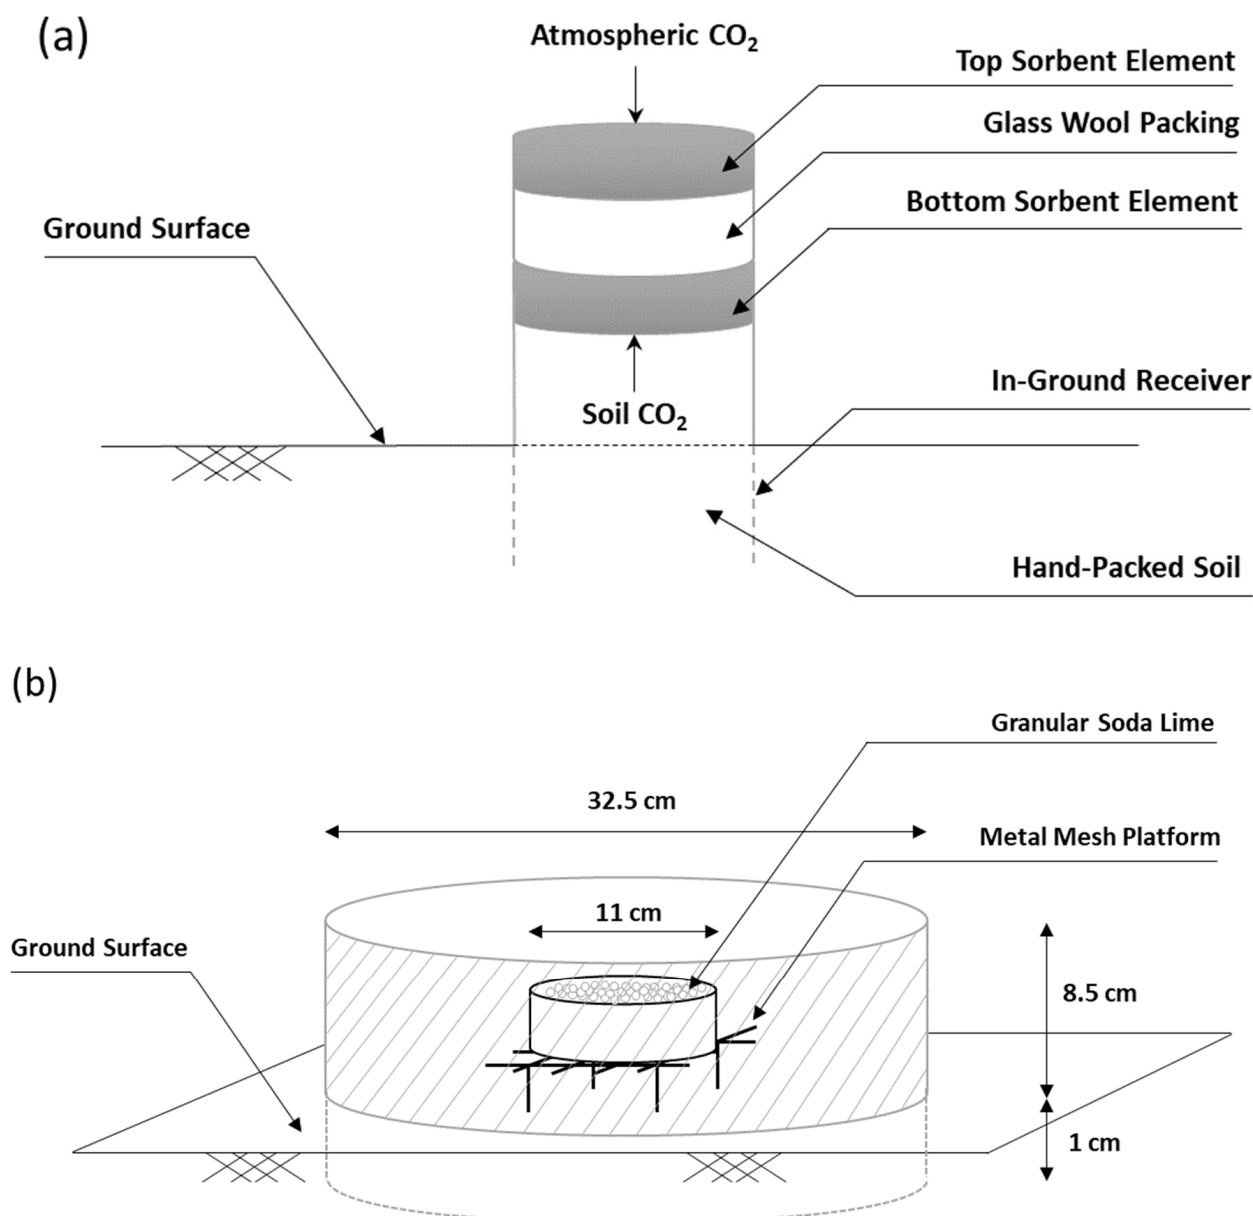 (a)
Atmospheric CO₂
Top Sorbent Element
Glass Wool Packing
Bottom Sorbent Element
Ground Surface
In-Ground Receiver
Soil CO₂
Hand-Packed Soil
(b)
Granular Soda Lime
32.5 cm
Metal Mesh Platform
11 cm
Ground Surface
8.5 cm
1 cm